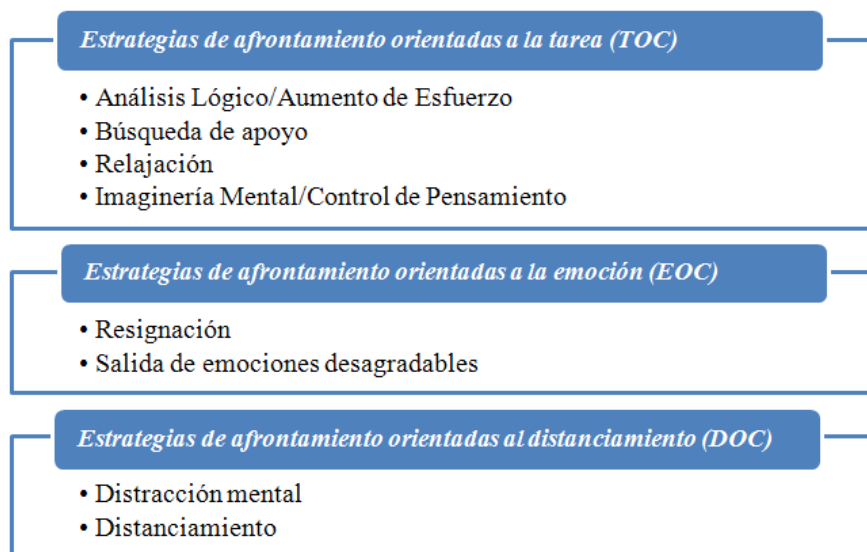 Estrategias de afrontamiento orientadas a la tarea (TOC)
• Análisis Lógico/Aumento de Esfuerzo
• Búsqueda de apoyo
• Relajación
• Imaginería Mental/Control de Pensamiento
Estrategias de afrontamiento orientadas a la emoción (EOC)
• Resignación
• Salida de emociones desagradables
Estrategias de afrontamiento orientadas al distanciamiento (DOC)
• Distracción mental
• Distanciamiento